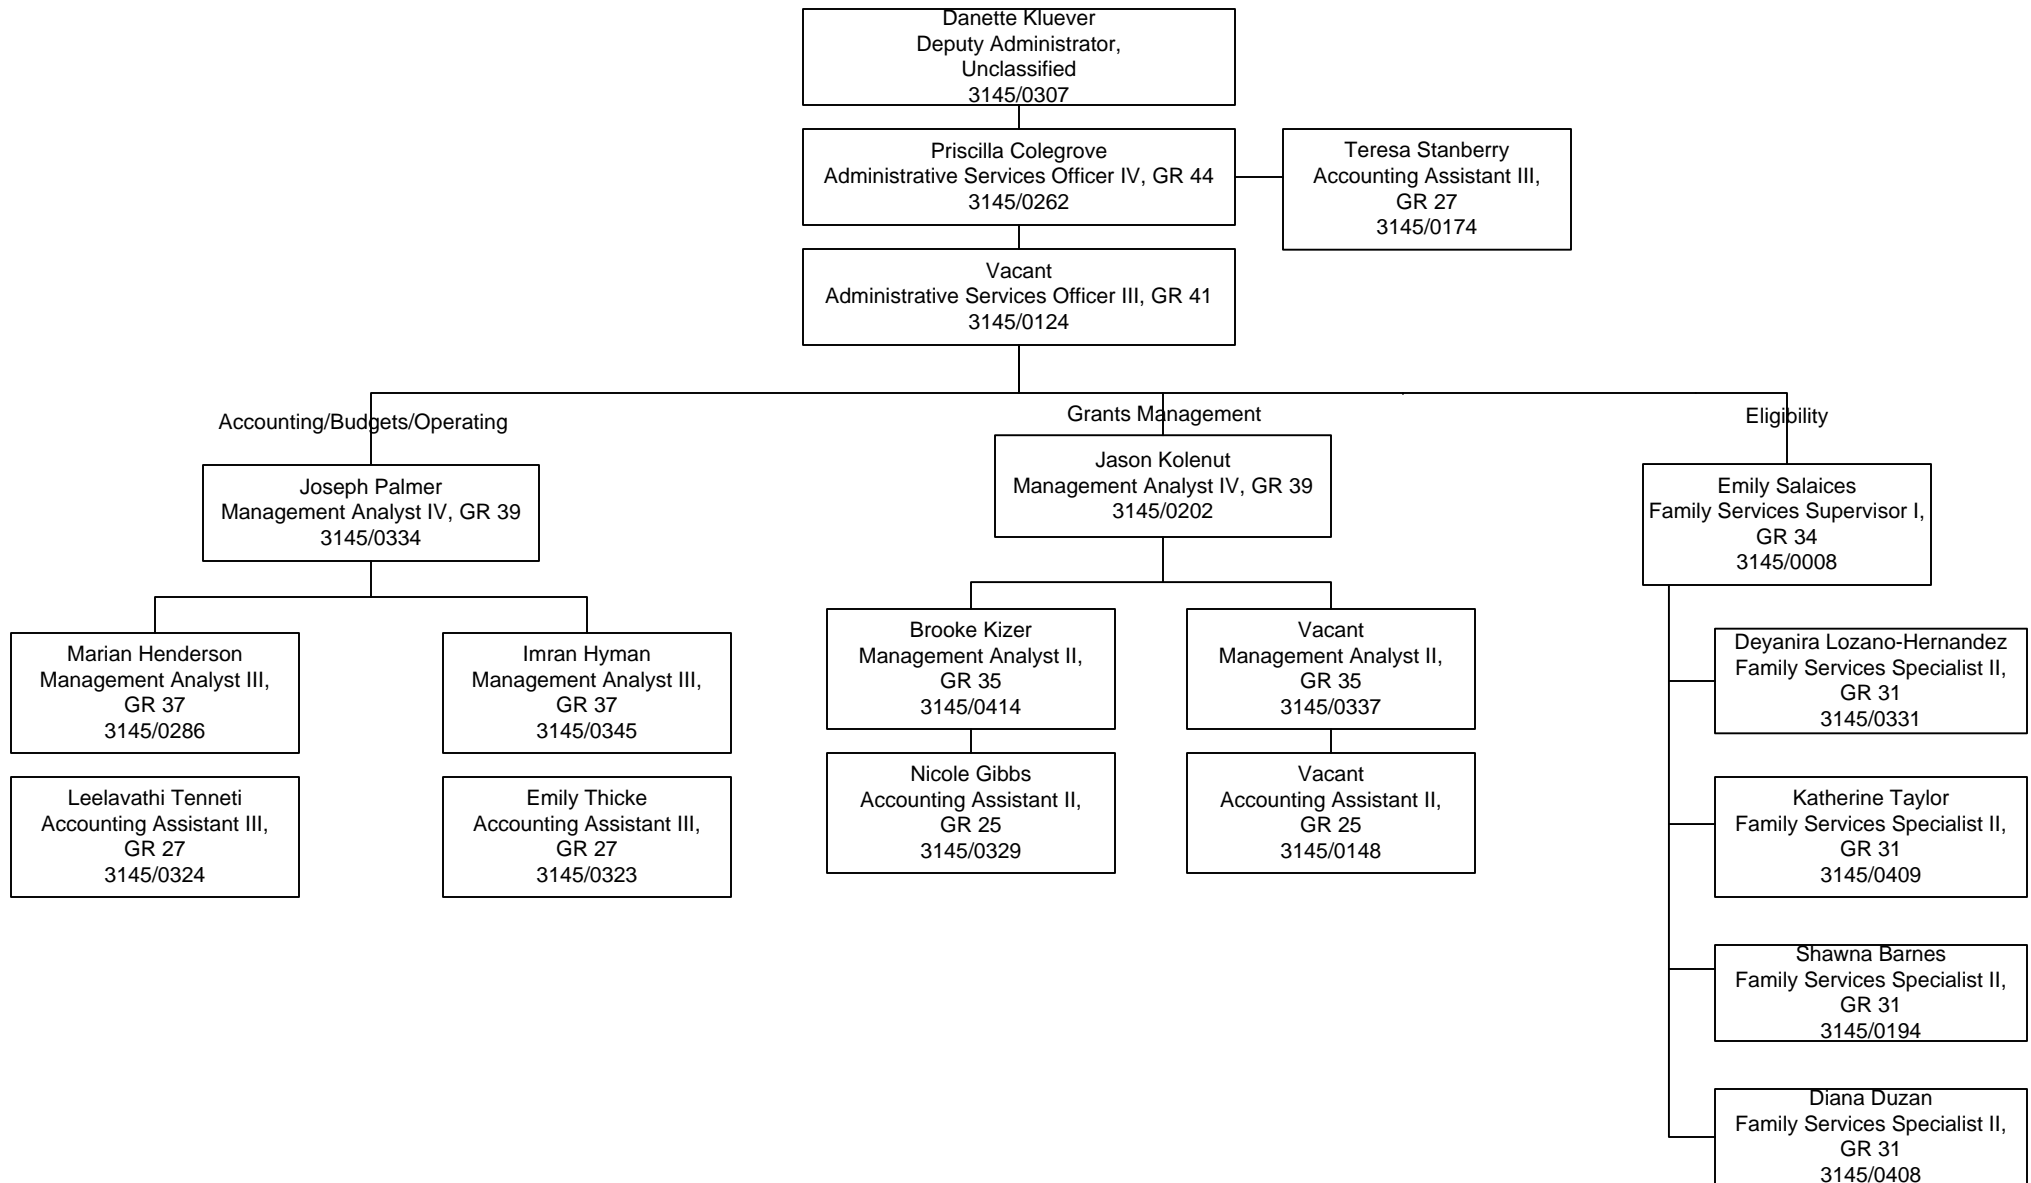 Danette Kluever
Deputy Administrator,
Unclassified
3145/0307
Priscilla Colegrove
Administrative Services Officer IV, GR 44
3145/0262
Teresa Stanberry
Accounting Assistant III,
GR 27
3145/0174
Vacant
Administrative Services Officer III, GR 41
3145/0124
Accounting/Budgets/Operating
Joseph Palmer
Management Analyst IV, GR 39
3145/0334
Marian Henderson
Management Analyst III,
GR 37
3145/0286
Leelavathi Tenneti
Accounting Assistant III,
GR 27
3145/0324
Imran Hyman
Management Analyst III,
GR 37
3145/0345
Emily Thicke
Accounting Assistant III,
GR 27
3145/0323
Grants Management
Jason Kolenut
Management Analyst IV, GR 39
3145/0202
Brooke Kizer
Management Analyst II,
GR 35
3145/0414
Nicole Gibbs
Accounting Assistant II,
GR 25
3145/0329
Vacant
Management Analyst II,
GR 35
3145/0337
Vacant
Accounting Assistant II,
GR 25
3145/0148
Eligibility
Emily Salaices
Family Services Supervisor I,
GR 34
3145/0008
Deyanira Lozano-Hernandez
Family Services Specialist II,
GR 31
3145/0331
Katherine Taylor
Family Services Specialist II,
GR 31
3145/0409
Shawna Barnes
Family Services Specialist II,
GR 31
3145/0194
Diana Duzan
Family Services Specialist II,
GR 31
3145/0408